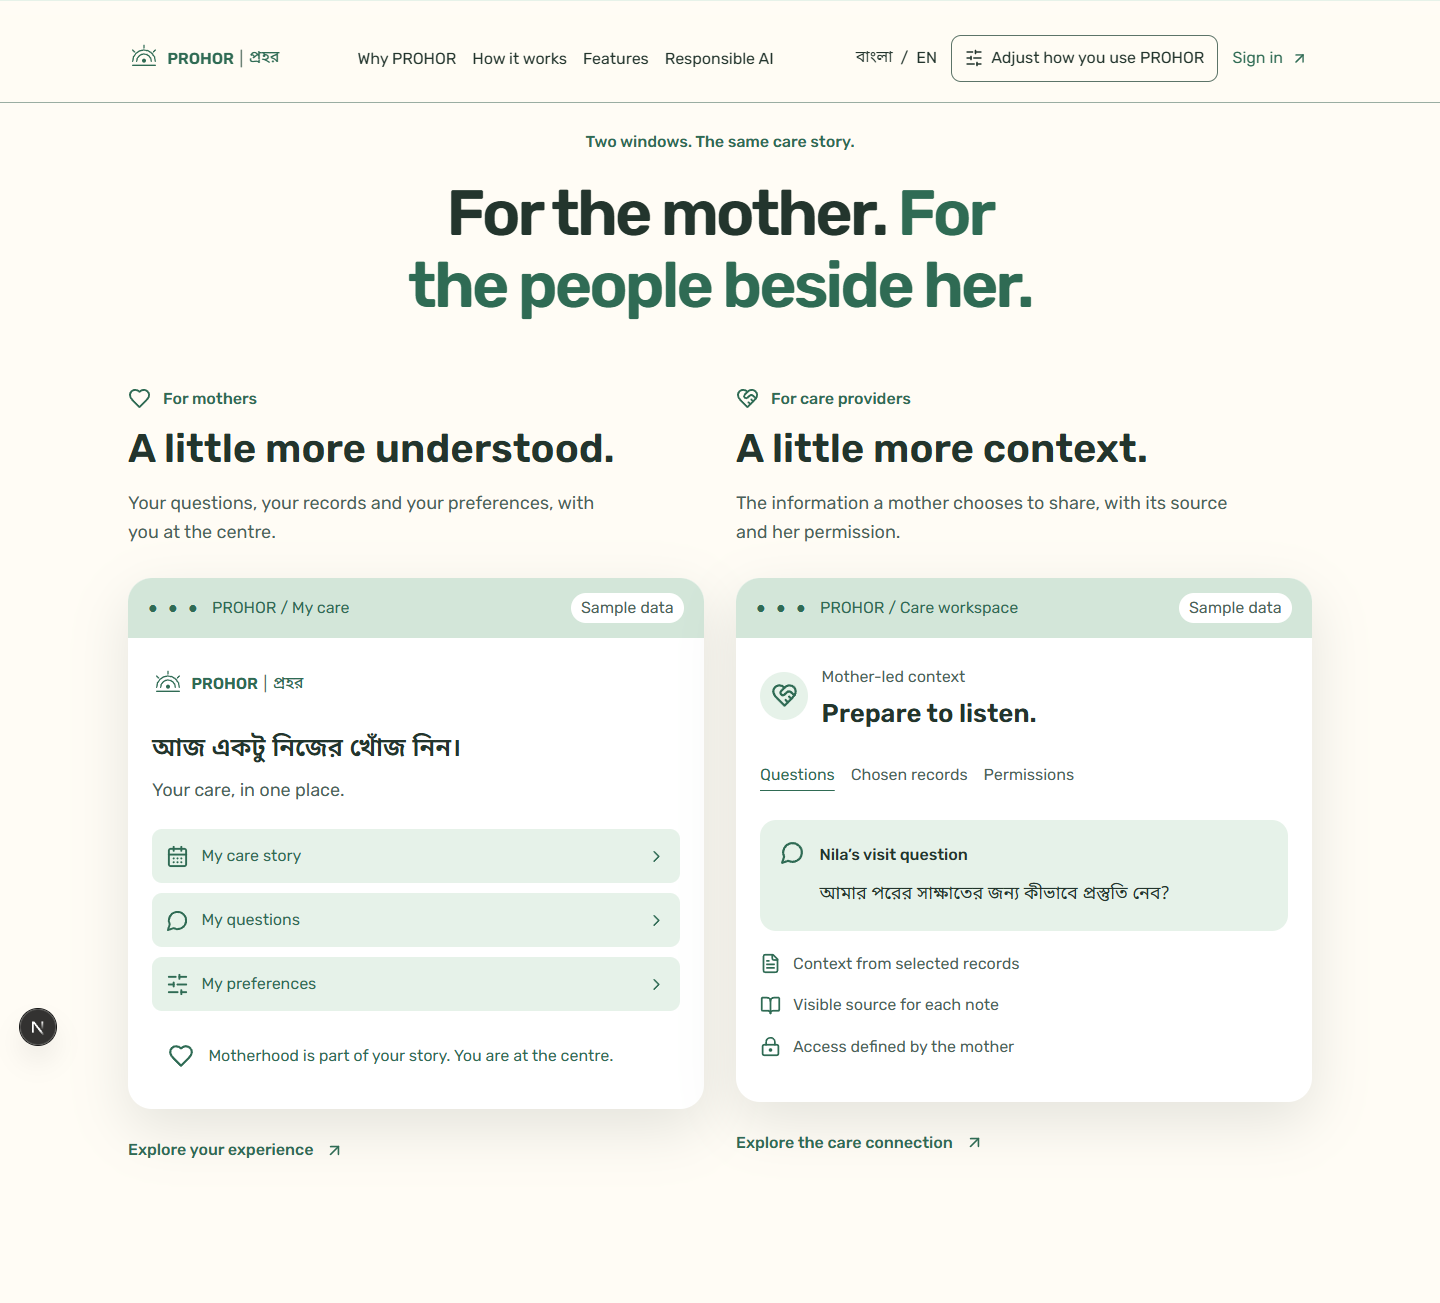 PROHOR | প্রহর
Why PROHOR How it works Features Responsible AI
বাংলা / EN
Adjust how you use PROHOR
Sign in
Two windows. The same care story.
For the mother. For
the people beside her.
For mothers
A little more understood.
Your questions, your records and your preferences, with
you at the centre.
PROHOR / My care
Sample data
PROHOR | প্রহর
আজ একটু নিজের খোঁজ নিন।
Your care, in one place.
My care story
My questions
My preferences
Motherhood is part of your story. You are at the centre.
Explore your experience
For care providers
A little more context.
The information a mother chooses to share, with its source
and her permission.
PROHOR / Care workspace
Sample data
Mother-led context
Prepare to listen.
Questions Chosen records Permissions
Nila’s visit question
আমার পরের সাক্ষাতের জন্য কীভাবে প্রস্তুতি নেব?
Context from selected records
Visible source for each note
Access defined by the mother
Explore the care connection
N